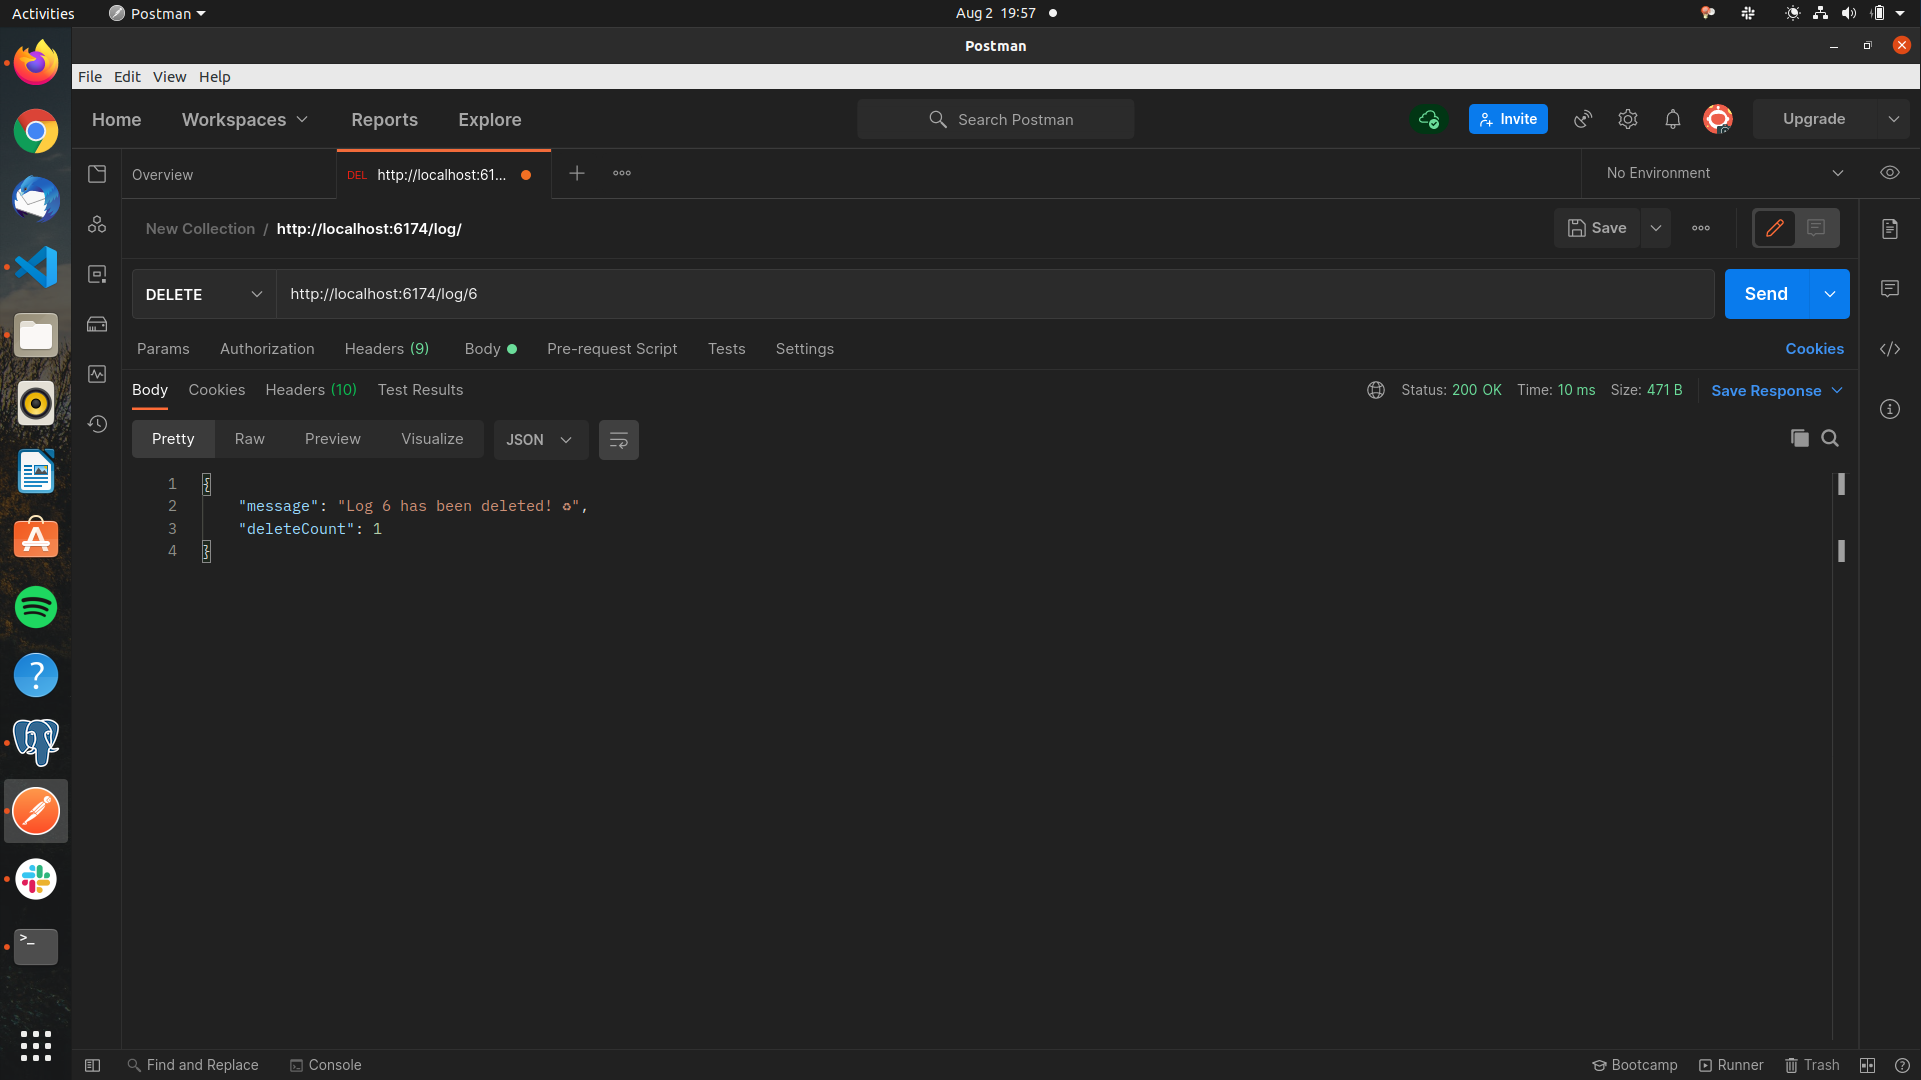 Activities
Postman
Aug 2 19:57
Postman
File Edit View Help
Home Workspaces Reports Explore
Search Postman
Invite
Upgrade
Overview
DEL http://localhost:61...
No Environment
New Collection / http://localhost:6174/log/
Save
DELETE
http://localhost:6174/log/6
Send
Params Authorization Headers (9) Body Pre-request Script Tests Settings
Cookies
Body Cookies Headers (10) Test Results
Status: 200 OK Time: 10 ms Size: 471 B
Save Response
Pretty Raw Preview Visualize JSON
1 {
2 "message": "Log 6 has been deleted! ♻",
3 "deleteCount": 1
4 }
Find and Replace Console
Bootcamp Runner Trash